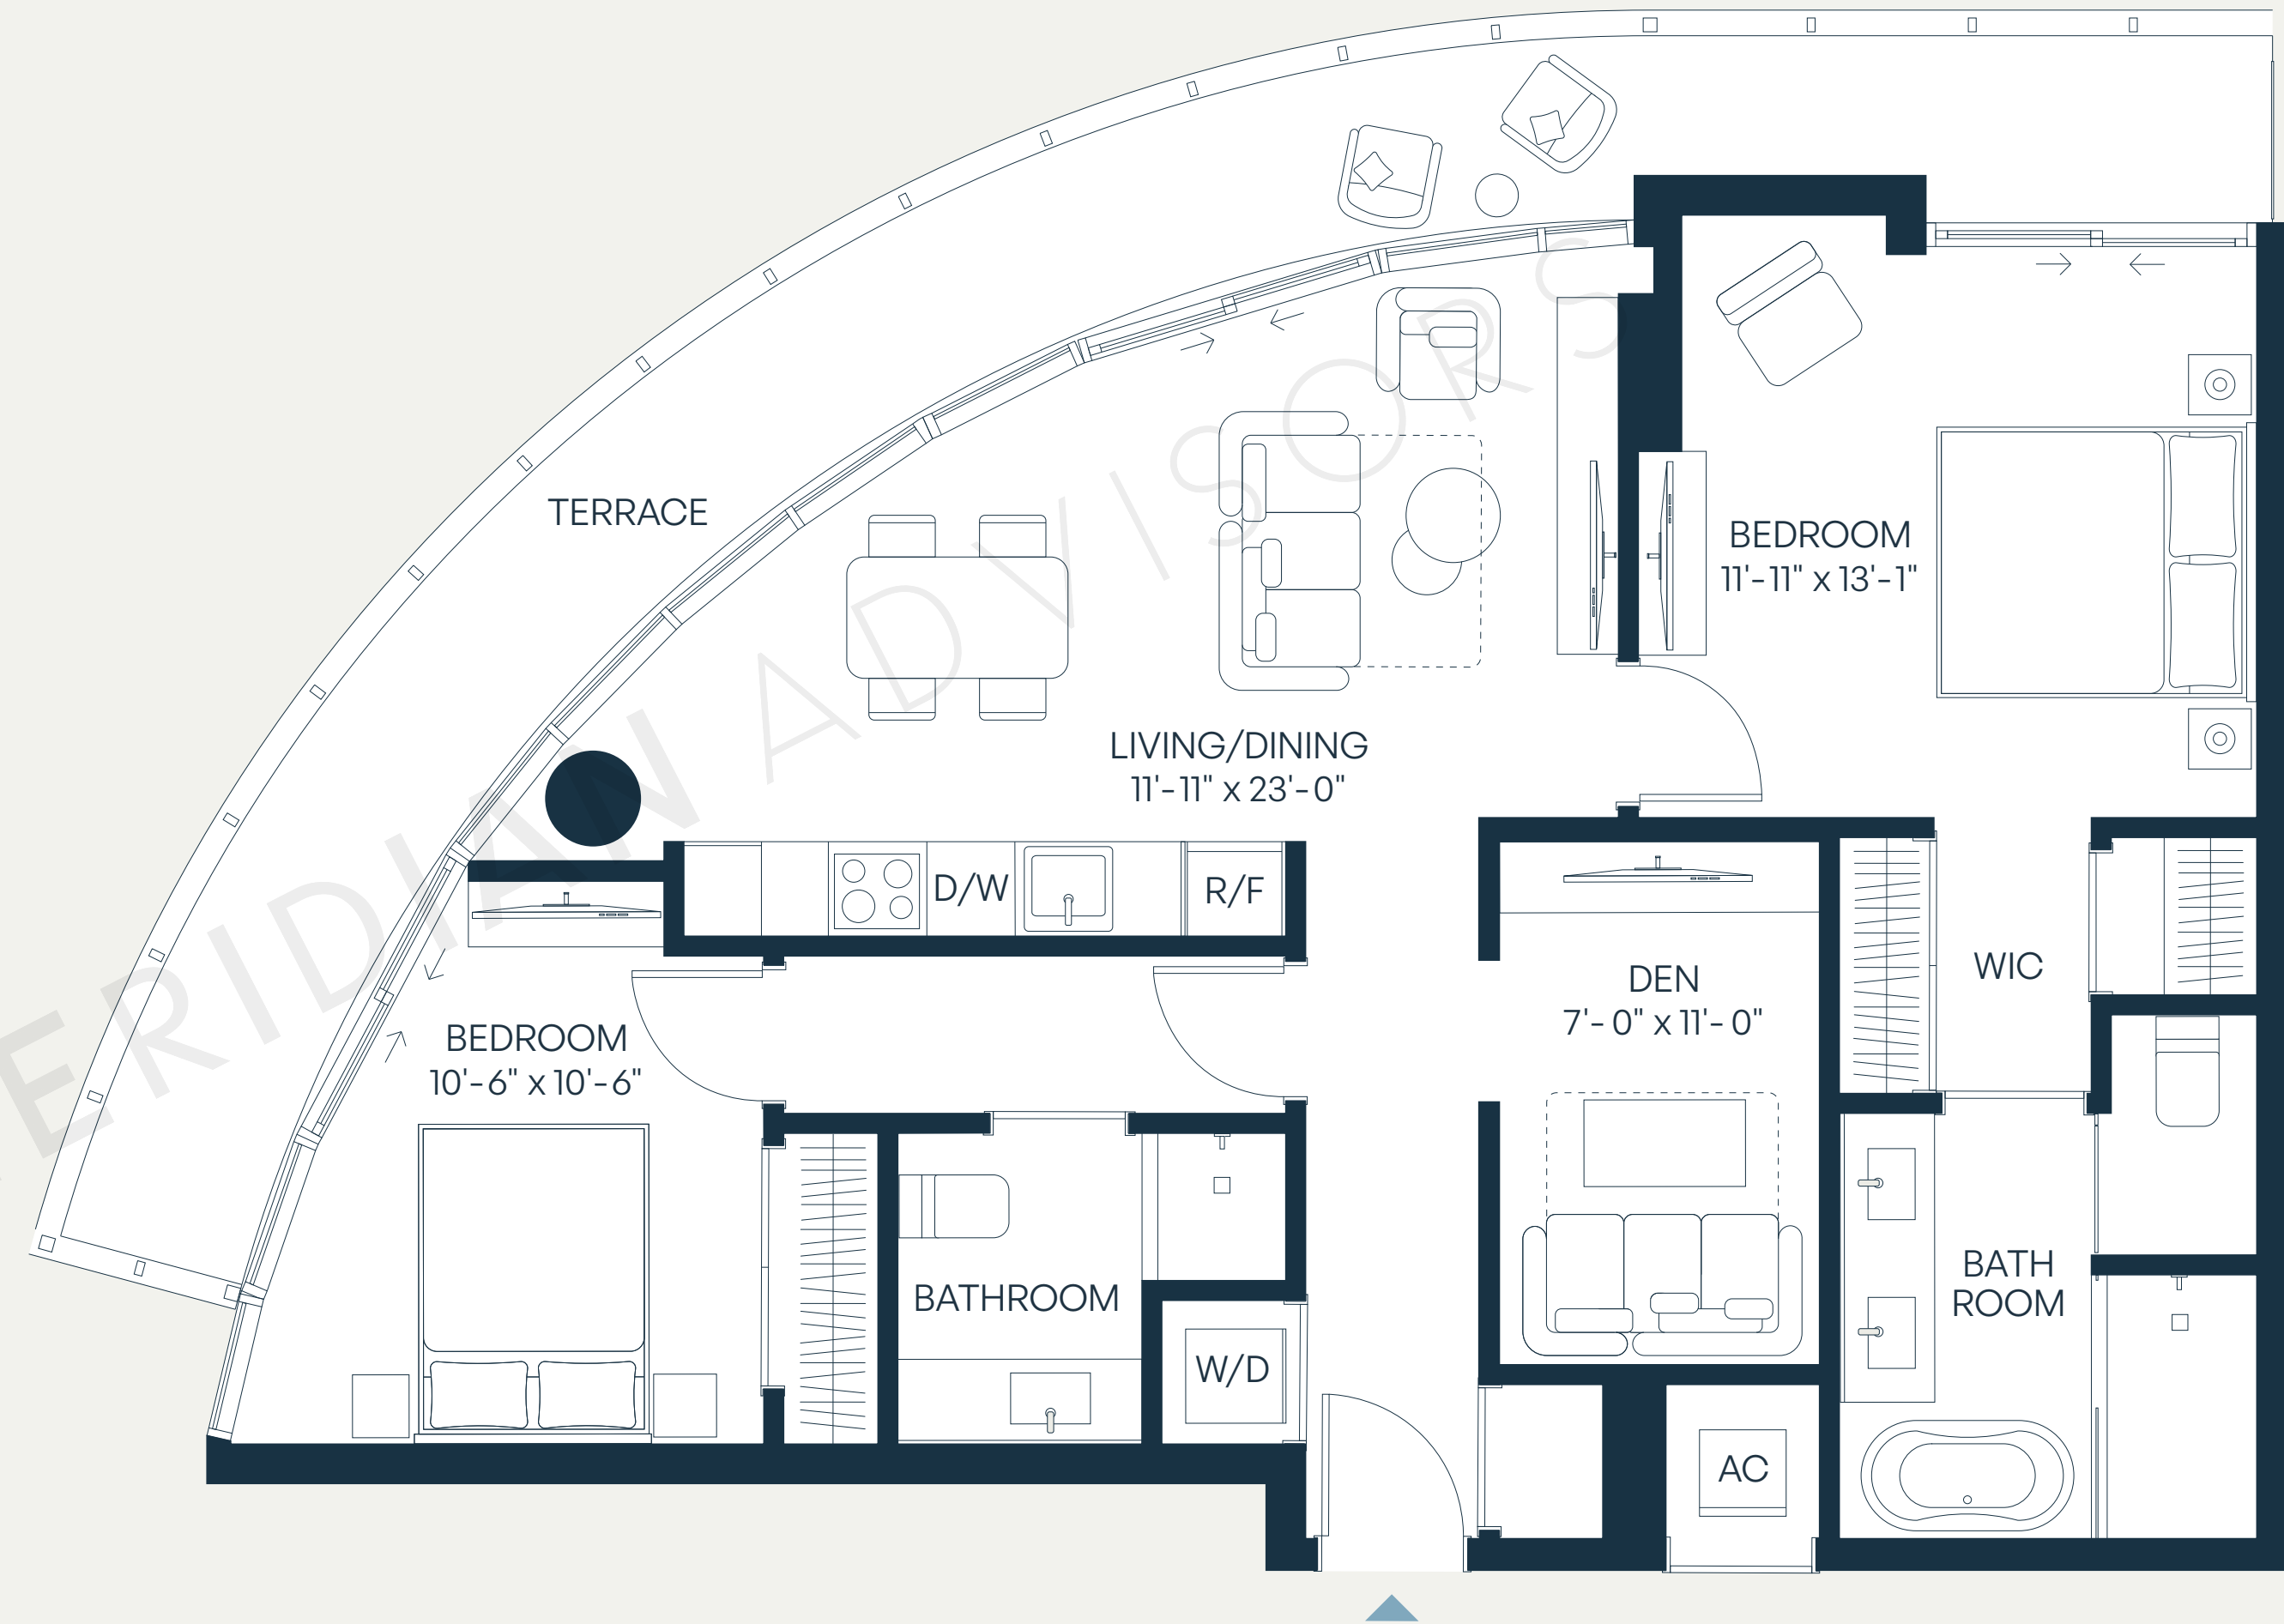 TERRACE
BEDROOM
11'-11" x 13'-1"
LIVING/DINING
11'-11" x 23'-0"
D/W
R/F
WIC
DEN
7'-0" x 11'-0"
BEDROOM
10'-6" x 10'-6"
BATHROOM
BATH
ROOM
W/D
AC
ERIDIAN ADVISORS